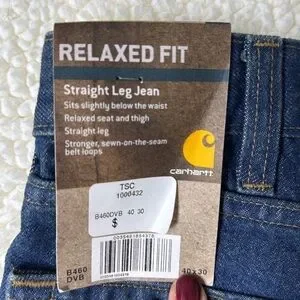 RELAXED FIT
Straight Leg Jean
Sits slightly below the waist
Relaxed seat and thigh
Straight leg
Stronger, sewn-on-the-seam
belt loops
carhartt
TSC
1000432
B460DVB 40 30
$
B460
DVB
40x30